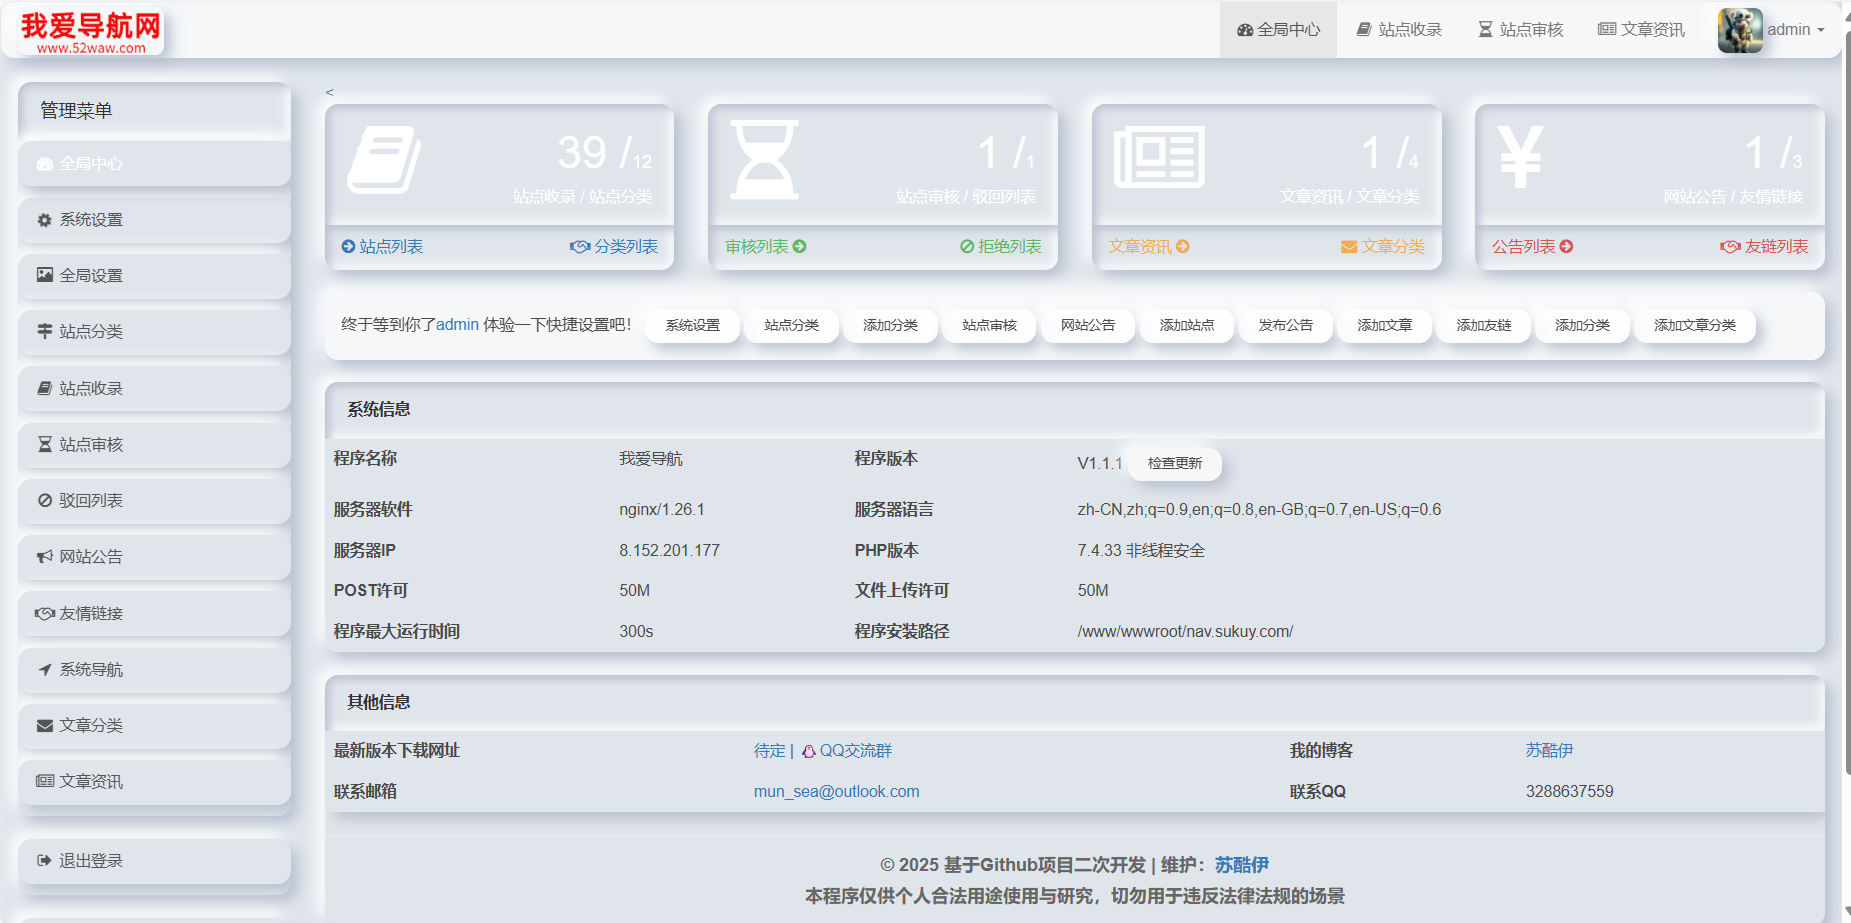 我爱导航网
www.52waw.com
全局中心
站点收录
站点审核
文章资讯
admin
管理菜单
全局中心
系统设置
全局设置
站点分类
站点收录
站点审核
驳回列表
网站公告
友情链接
系统导航
文章分类
文章资讯
退出登录
<
39 /12
站点收录 / 站点分类
站点列表
分类列表
1 /1
站点审核 / 驳回列表
审核列表
拒绝列表
1 /4
文章资讯 / 文章分类
文章资讯
文章分类
1 /3
网站公告 / 友情链接
公告列表
友链列表
终于等到你了admin 体验一下快捷设置吧!
系统设置
站点分类
添加分类
站点审核
网站公告
添加站点
发布公告
添加文章
添加友链
添加分类
添加文章分类
系统信息
程序名称 我爱导航 程序版本 V1.1.1 检查更新
服务器软件 nginx/1.26.1 服务器语言 zh-CN,zh;q=0.9,en;q=0.8,en-GB;q=0.7,en-US;q=0.6
服务器IP 8.152.201.177 PHP版本 7.4.33 非线程安全
POST许可 50M 文件上传许可 50M
程序最大运行时间 300s 程序安装路径 /www/wwwroot/nav.sukuy.com/
其他信息
最新版本下载网址 待定 | QQ交流群 我的博客 苏酷伊
联系邮箱 mun_sea@outlook.com 联系QQ 3288637559
© 2025 基于Github项目二次开发 | 维护：苏酷伊
本程序仅供个人合法用途使用与研究，切勿用于违反法律法规的场景